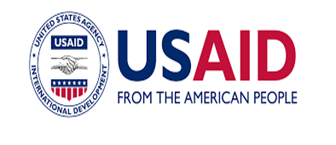 UNITED STATES AGENCY
USAID
INTERNATIONAL DEVELOPMENT
USAID
FROM THE AMERICAN PEOPLE